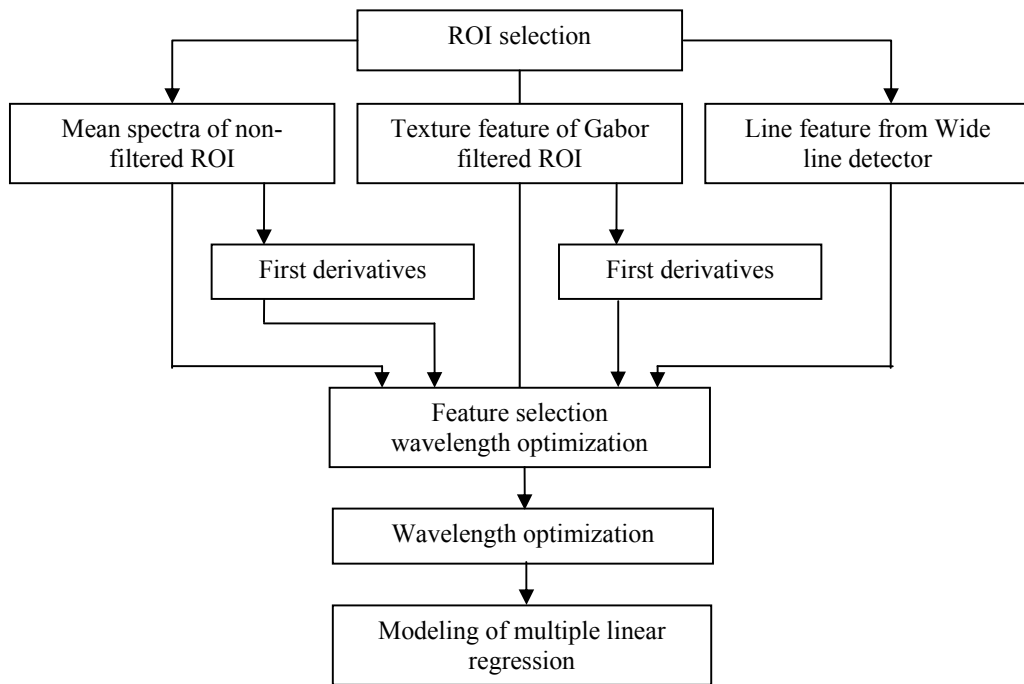 ROI selection
Mean spectra of non-
filtered ROI
Texture feature of Gabor
filtered ROI
Line feature from Wide
line detector
First derivatives
First derivatives
Feature selection
wavelength optimization
Wavelength optimization
Modeling of multiple linear
regression